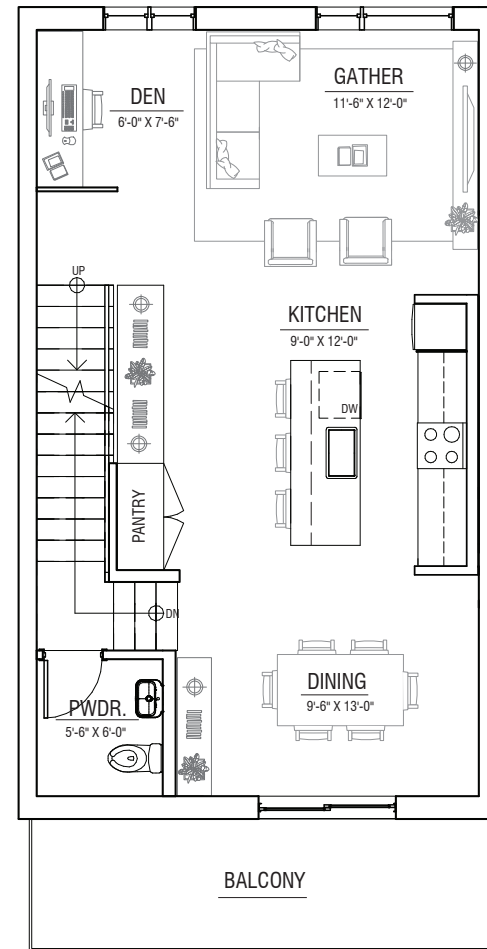 DEN
6'-0" X 7'-6"
GATHER
11'-6" X 12'-0"
UP
KITCHEN
9'-0" X 12'-0"
DW
PANTRY
DN
DINING
9'-6" X 13'-0"
PWDR.
5'-6" X 6'-0"
BALCONY